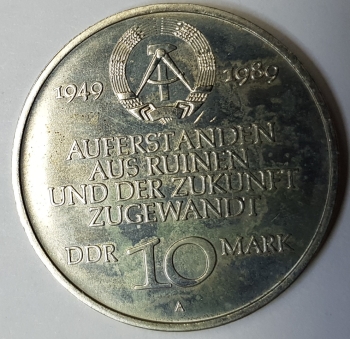 1949 1989
AUFERSTANDEN
AUS RUINEN
UND DER ZUKUNFT
ZUGEWANDT
DDR 10 MARK
A